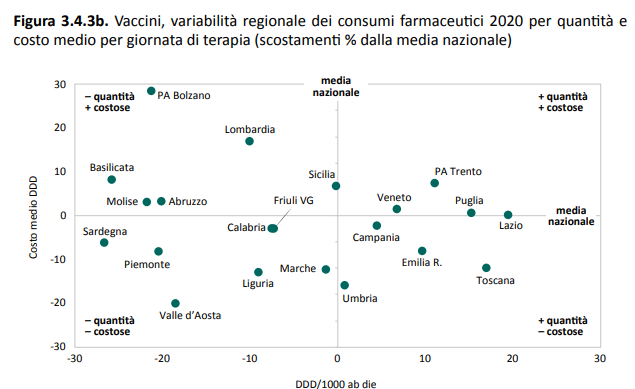 Figura 3.4.3b. Vaccini, variabilità regionale dei consumi farmaceutici 2020 per quantità e
costo medio per giornata di terapia (scostamenti % dalla media nazionale)
media
nazionale
30
– quantità
+ costose
PA Bolzano
+ quantità
+ costose
20
Lombardia
10
Basilicata
Sicilia
PA Trento
Molise
Abruzzo
Friuli VG
Veneto
Puglia
0
media
nazionale
Sardegna
Calabria
Campania
Lazio
Costo medio DDD
-10
Piemonte
Liguria
Marche
Emilia R.
Toscana
-20
Valle d'Aosta
Umbria
– quantità
– costose
+ quantità
– costose
-30
-30
-20
-10
0
10
20
30
DDD/1000 ab die